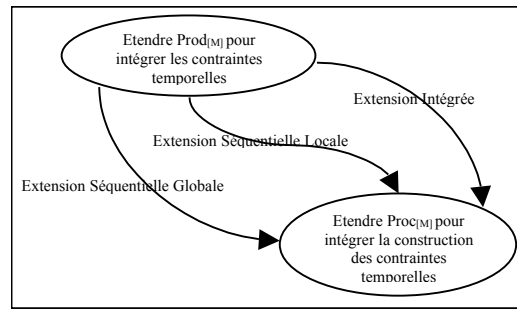 Etendre Prod[M] pour
intégrer les contraintes
temporelles
Extension Intégrée
Extension Séquentielle Locale
Extension Séquentielle Globale
Etendre Proc[M] pour
intégrer la construction
des contraintes
temporelles